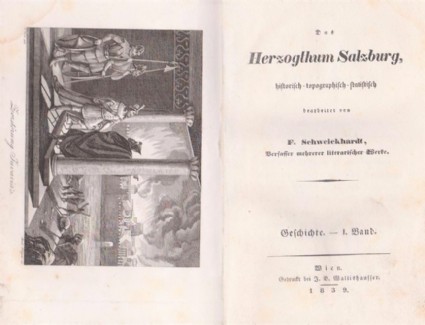 Das
Herzogthum Salzburg,
historisch-topographisch-statistisch
bearbeitet von
F. Schweickhardt,
Verfasser mehrerer literarischer Werke.
Geschichte. — 1. Band.
Wien.
Gedruckt bei J. P. Wallishausser.
1839.